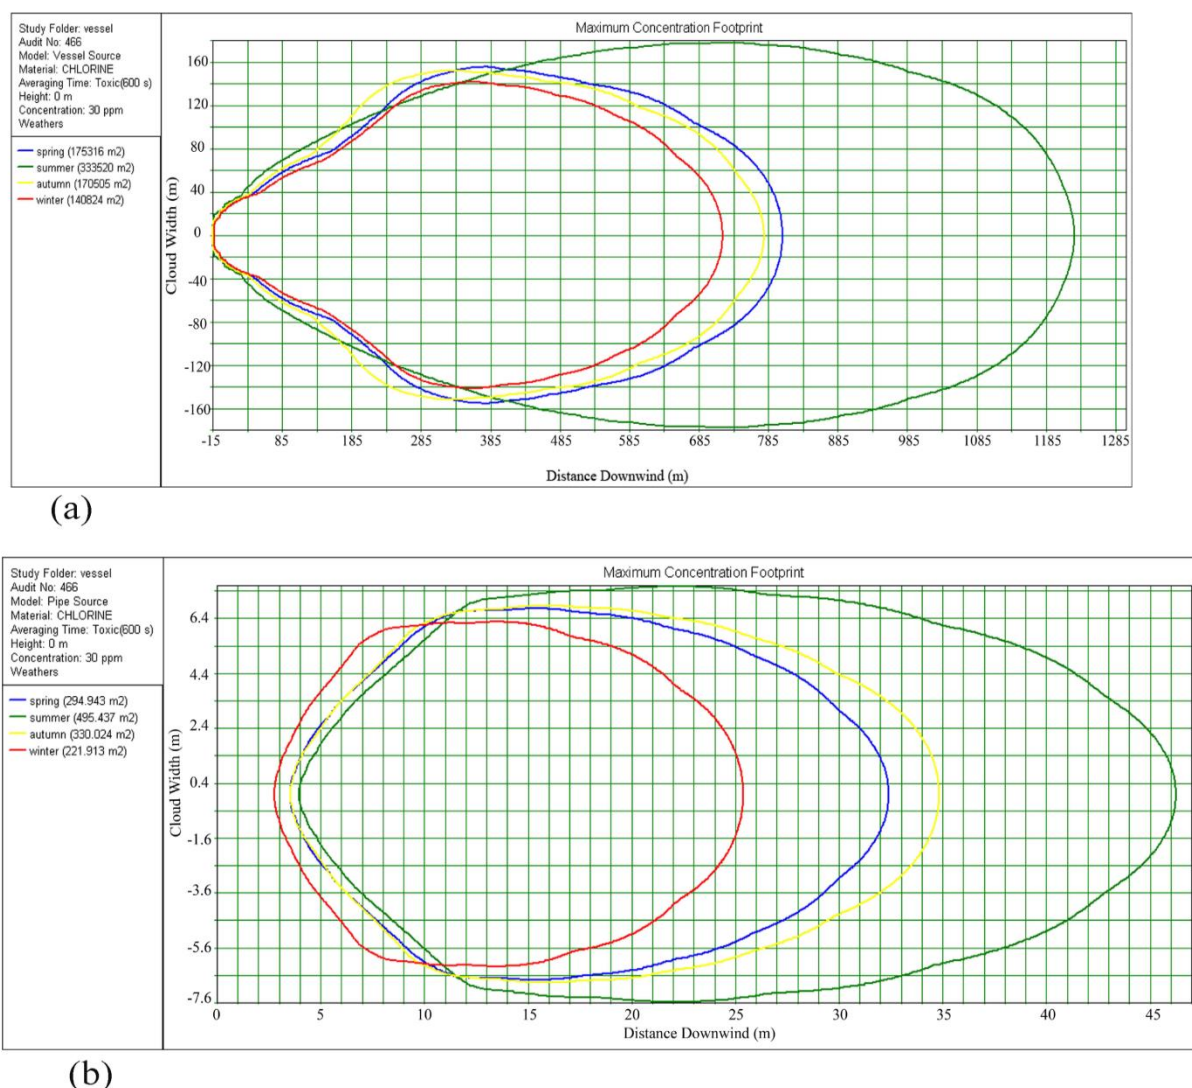 Study Folder: vessel
Audit No: 466
Model: Vessel Source
Material: CHLORINE
Averaging Time: Toxic(600 s)
Height: 0 m
Concentration: 30 ppm
Weathers
spring (175316 m2)
summer (333520 m2)
autumn (170505 m2)
winter (140824 m2)
Maximum Concentration Footprint
Cloud Width (m)
160
120
80
40
0
-40
-80
-120
-160
-15 85 185 285 385 485 585 685 785 885 985 1085 1185 1285
Distance Downwind (m)
(a)
Study Folder: vessel
Audit No: 466
Model: Pipe Source
Material: CHLORINE
Averaging Time: Toxic(600 s)
Height: 0 m
Concentration: 30 ppm
Weathers
spring (294.943 m2)
summer (495.437 m2)
autumn (330.024 m2)
winter (221.913 m2)
Maximum Concentration Footprint
Cloud Width (m)
6.4
4.4
2.4
0.4
-1.6
-3.6
-5.6
-7.6
0 5 10 15 20 25 30 35 40 45
Distance Downwind (m)
(b)